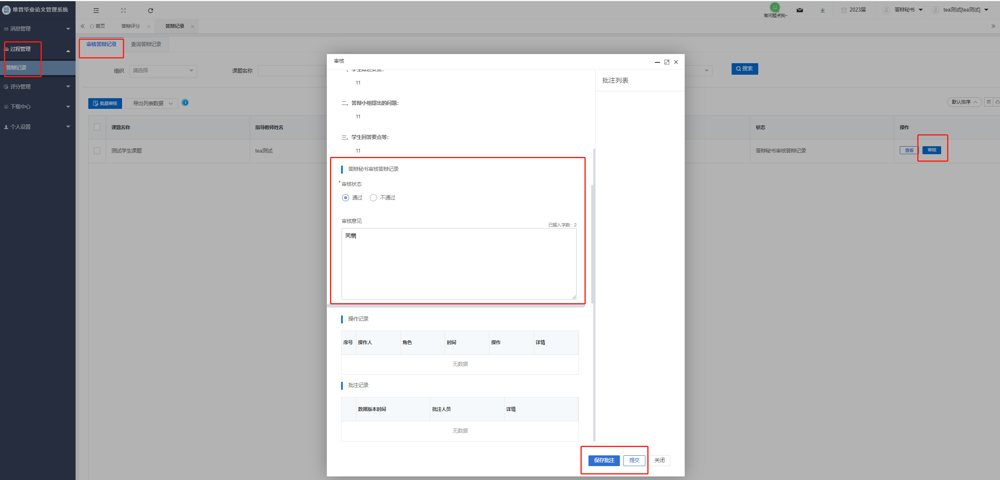 维普毕业论文管理系统
有问题点我~
2023届
答辩秘书
tea测试[tea测试]
消息管理
过程管理
答辩记录
评分管理
下载中心
个人设置
首页
答辩评分
答辩记录
审核答辩记录
查询答辩记录
组织
请选择
课题名称
搜索
批量审核
导出列表数据
默认排序
课题名称
指导教师姓名
状态
操作
测试学生课题
tea测试
答辩秘书审核答辩记录
查看
审核
审核
、学生陈述要点:
11
二、答辩小组提出的问题:
11
三、学生回答要点等:
11
批注列表
答辩秘书审核答辩记录
*审核状态
通过
不通过
审核意见
已输入字数: 2
同意
操作记录
序号 操作人 角色 时间 操作 详情
无数据
批注记录
数据版本时间 批注人员 详情
无数据
保存批注
提交
关闭